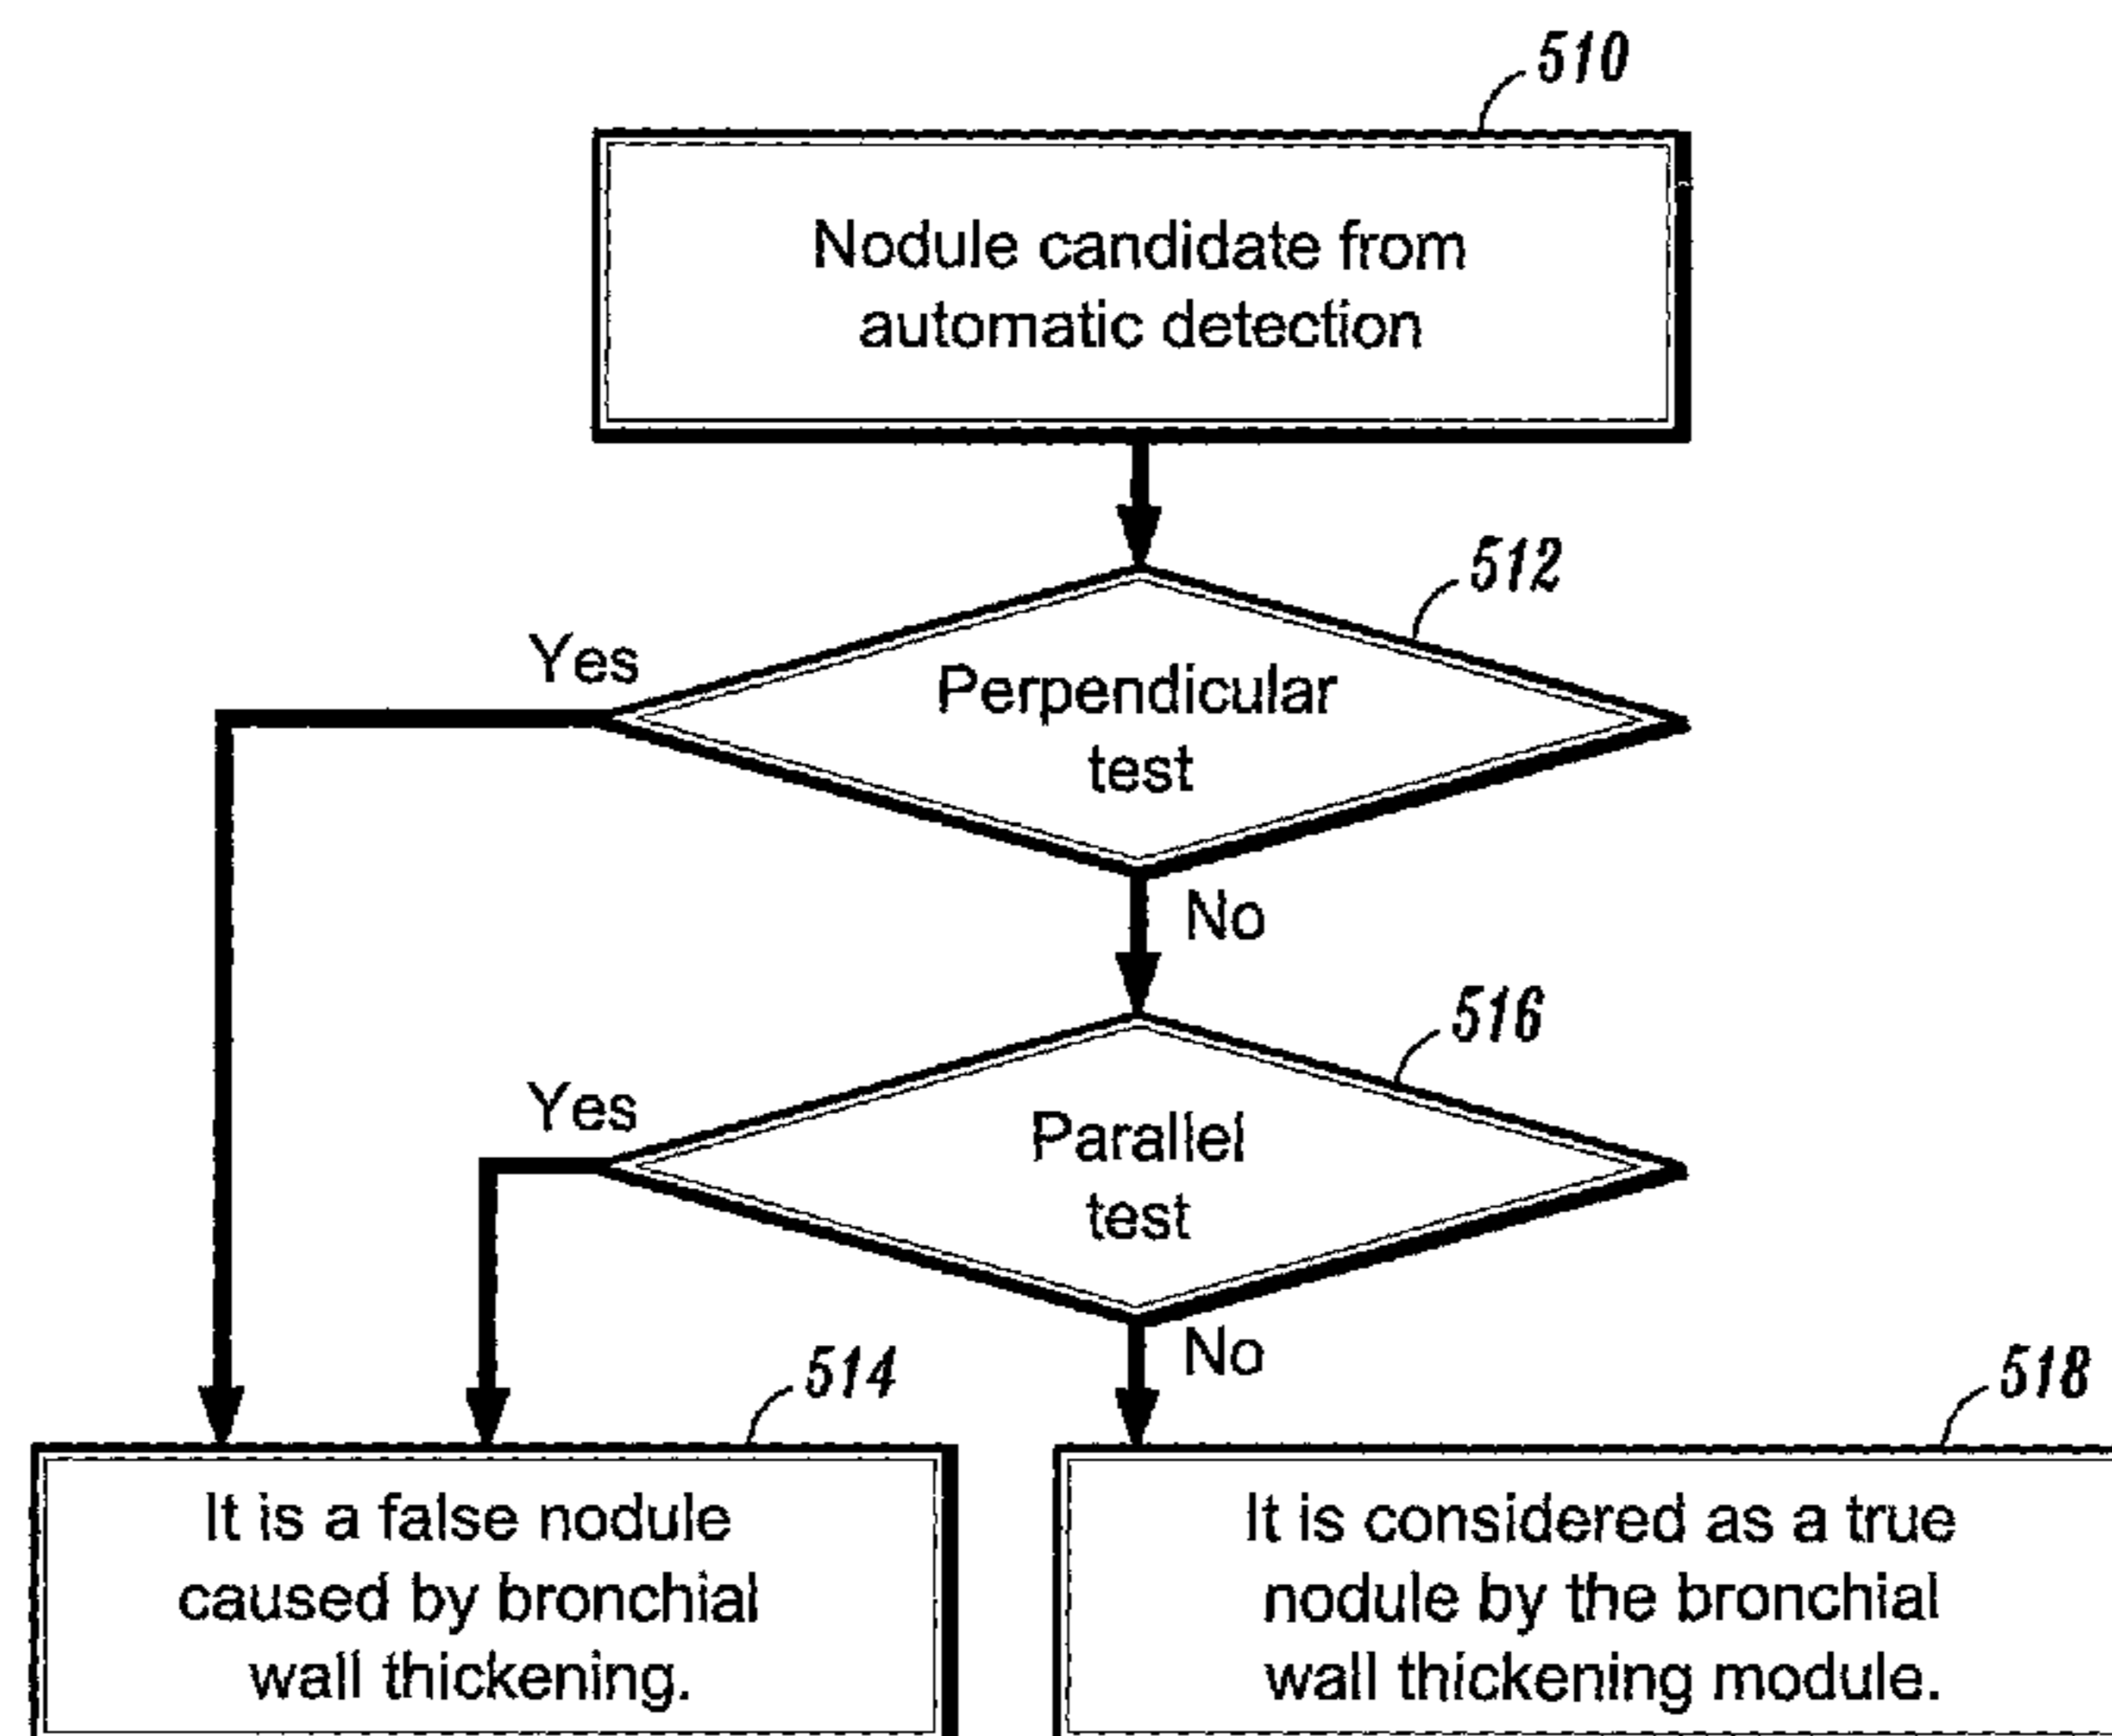 510
Nodule candidate from
automatic detection
512
Yes
Perpendicular
test
No
516
Yes
Parallel
test
No
514
518
It is a false nodule
caused by bronchial
wall thickening.
It is considered as a true
nodule by the bronchial
wall thickening module.